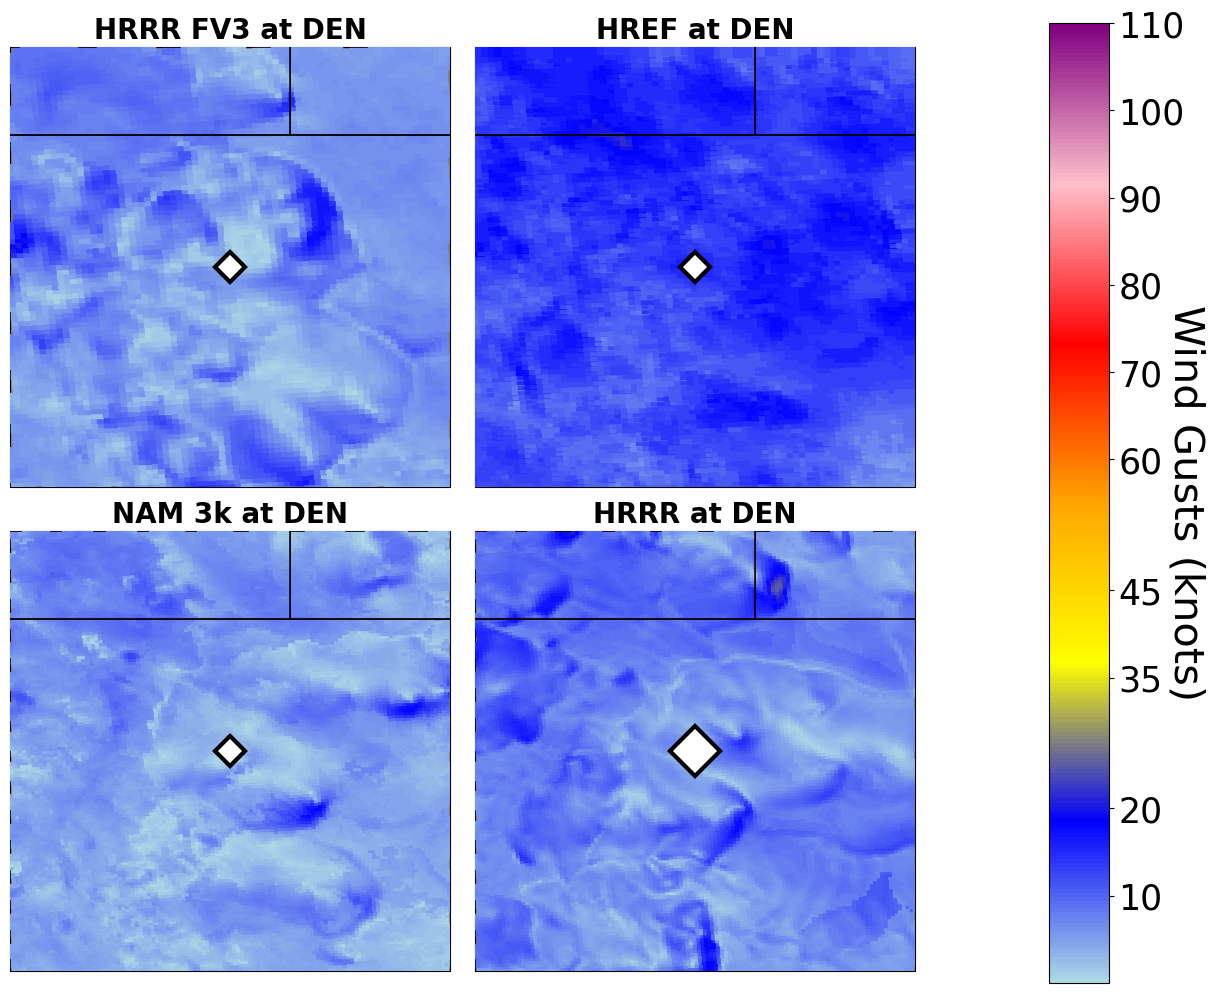 HRRR FV3 at DEN
HREF at DEN
NAM 3k at DEN
HRRR at DEN
110
100
90
80
70
60
45
35
20
10
Wind Gusts (knots)